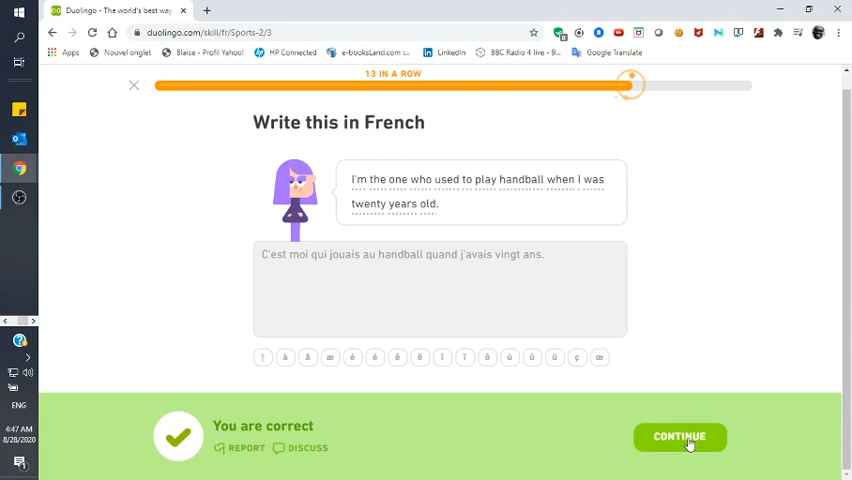 Duolingo - The world's best way
duolingo.com/skill/fr/Sports-2/3
Apps
Nouvel onglet
Blaise - Profil Yahoo!
HP Connected
e-bookstand.com :...
LinkedIn
BBC Radio 4 live - 9...
Google Translate
13 IN A ROW
Write this in French
I'm the one who used to play handball when I was
twenty years old.
C'est moi qui jouais au handball quand j'avais vingt ans.
↑ à â æ è é ê ë î ï ô ù û ü ç œ
You are correct
REPORT DISCUSS
CONTINUE
ENG
4:47 AM
8/28/2020